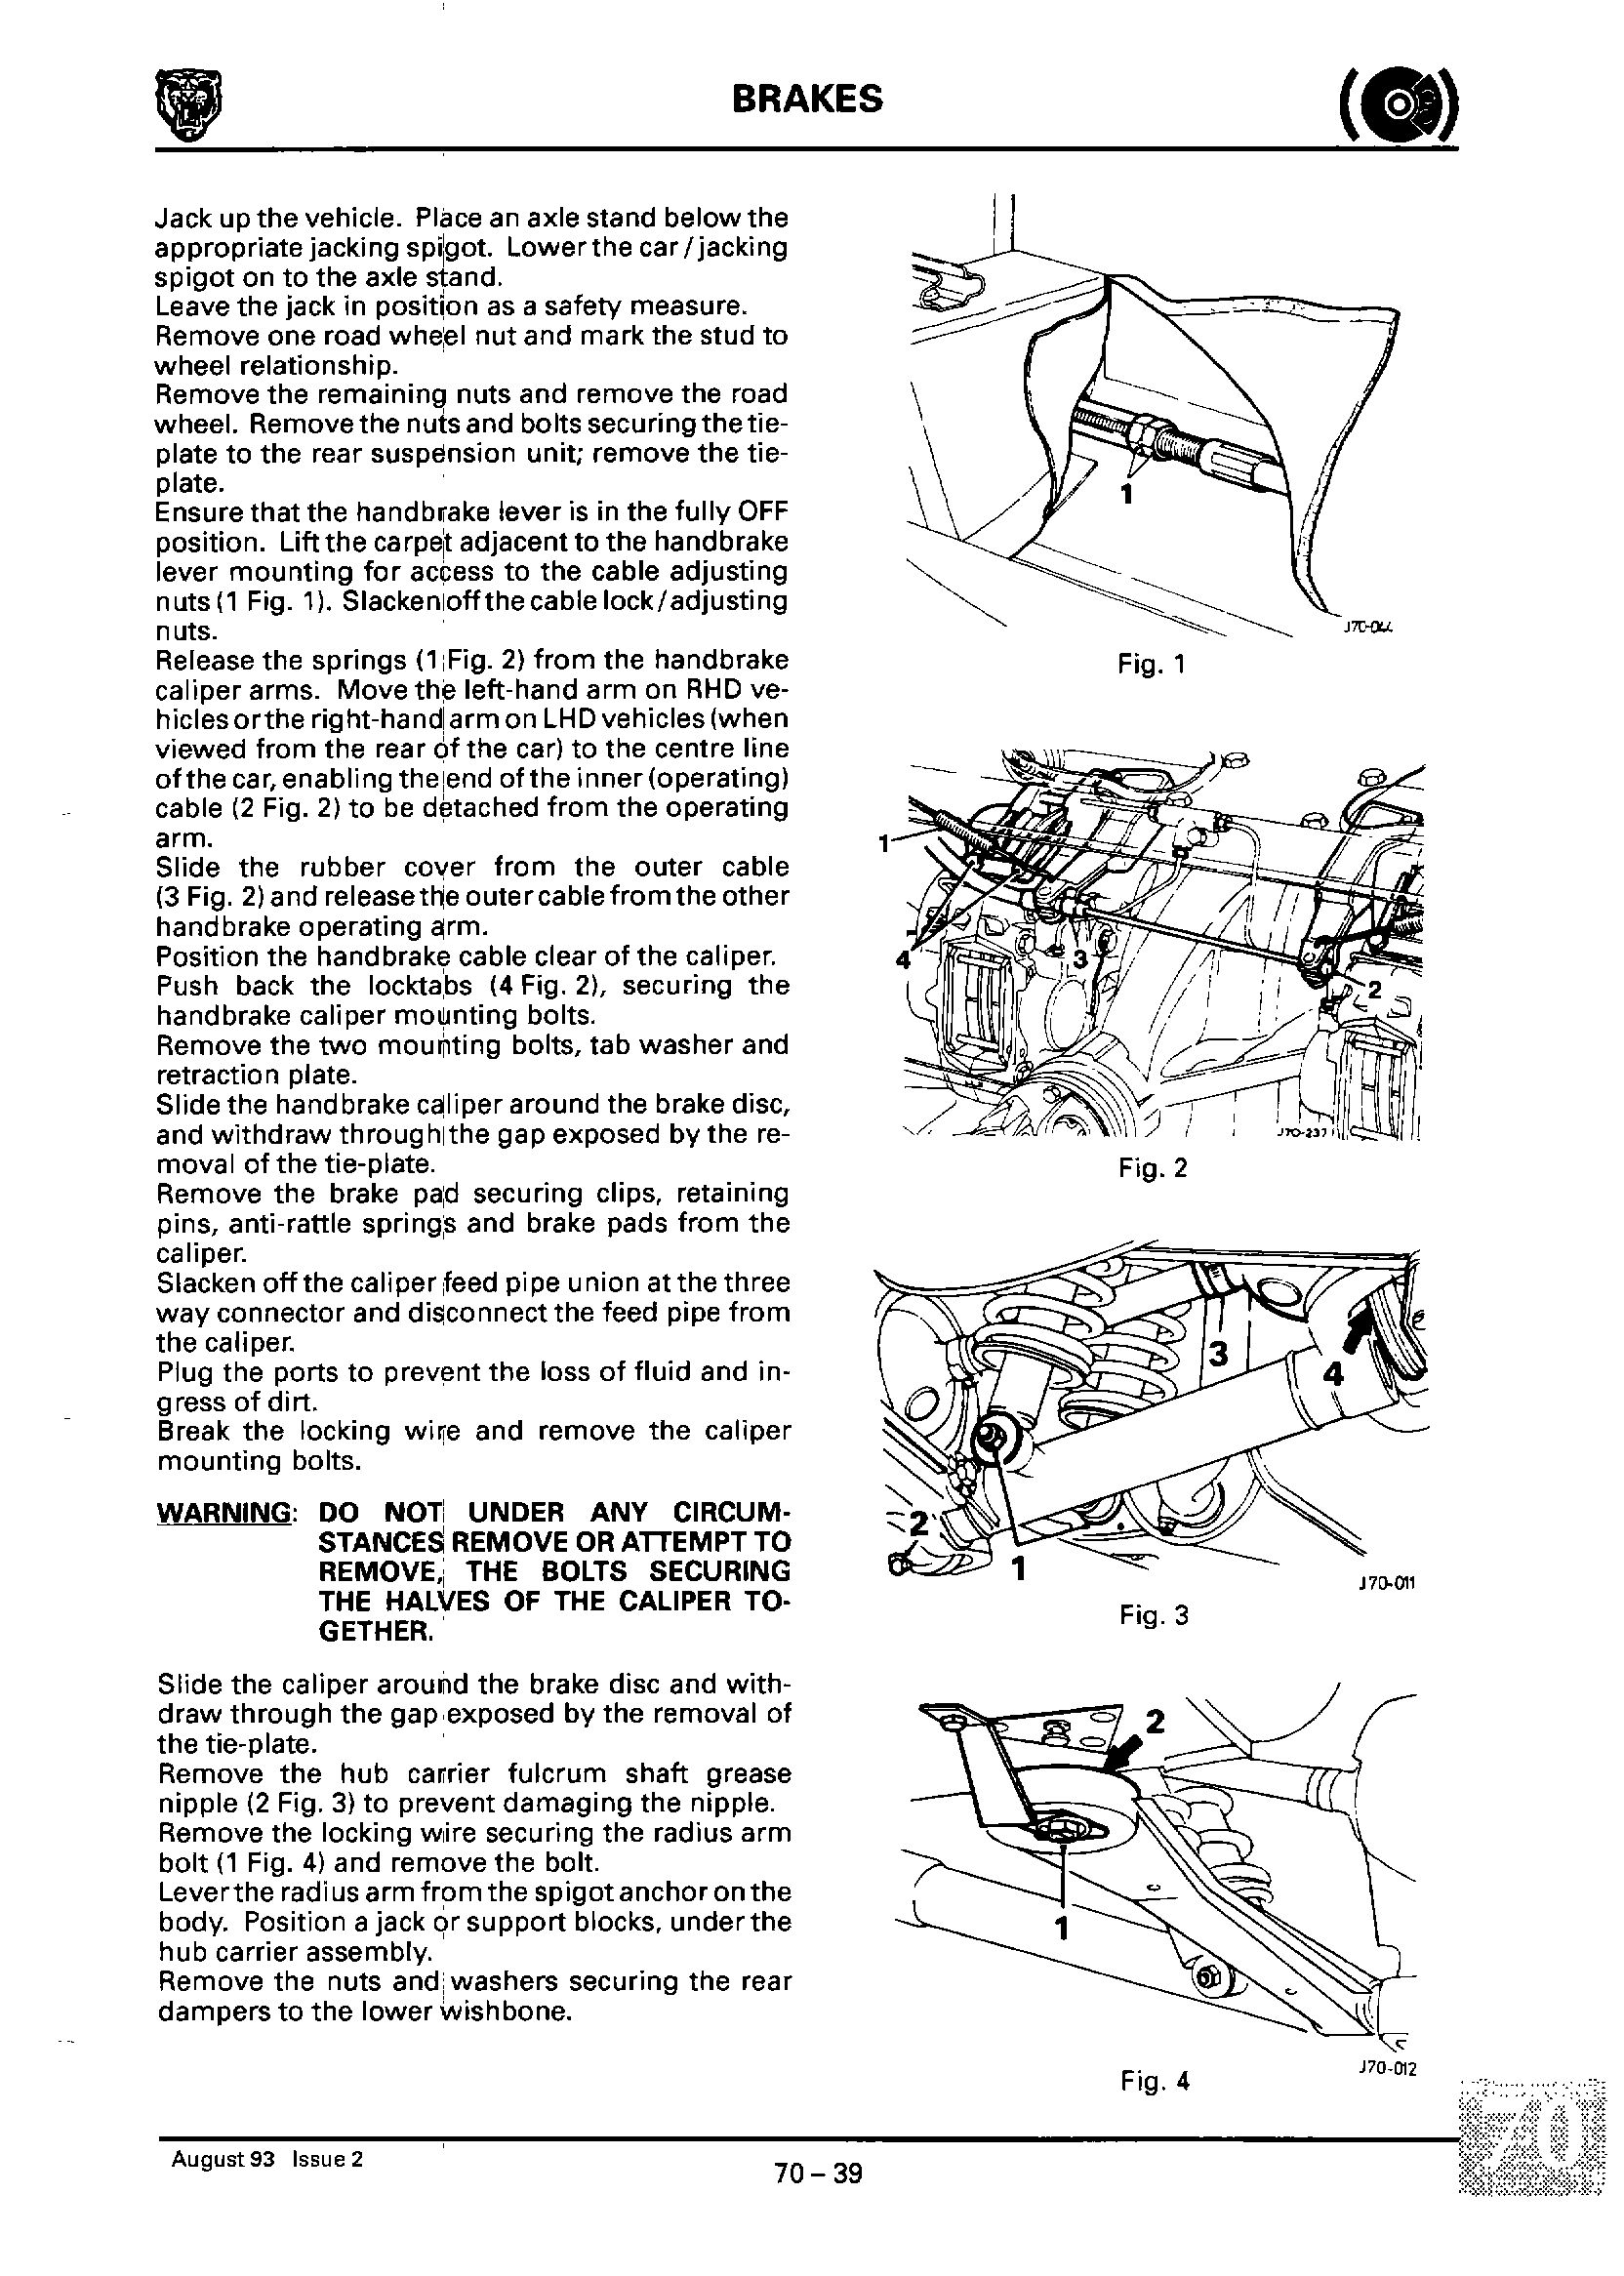 BRAKES
Jack up the vehicle. Place an axle stand below the
appropriate jacking spigot. Lower the car / jacking
spigot on to the axle stand.
Leave the jack in position as a safety measure.
Remove one road wheel nut and mark the stud to
wheel relationship.
Remove the remaining nuts and remove the road
wheel. Remove the nuts and bolts securing the tie-
plate to the rear suspension unit; remove the tie-
plate.
Ensure that the handbrake lever is in the fully OFF
position. Lift the carpet adjacent to the handbrake
lever mounting for access to the cable adjusting
nuts (1 Fig. 1). Slacken off the cable lock / adjusting
nuts.
Release the springs (1 Fig. 2) from the handbrake
caliper arms. Move the left-hand arm on RHD ve-
hicles or the right-hand arm on LHD vehicles (when
viewed from the rear of the car) to the centre line
of the car, enabling the end of the inner (operating)
cable (2 Fig. 2) to be detached from the operating
arm.
Slide the rubber cover from the outer cable
(3 Fig. 2) and release the outer cable from the other
handbrake operating arm.
Position the handbrake cable clear of the caliper.
Push back the locktabs (4 Fig. 2), securing the
handbrake caliper mounting bolts.
Remove the two mounting bolts, tab washer and
retraction plate.
Slide the handbrake caliper around the brake disc,
and withdraw through the gap exposed by the re-
moval of the tie-plate.
Remove the brake pad securing clips, retaining
pins, anti-rattle springs and brake pads from the
caliper.
Slacken off the caliper feed pipe union at the three
way connector and disconnect the feed pipe from
the caliper.
Plug the ports to prevent the loss of fluid and in-
gress of dirt.
Break the locking wire and remove the caliper
mounting bolts.
WARNING: DO NOT UNDER ANY CIRCUM-
STANCES REMOVE OR ATTEMPT TO
REMOVE, THE BOLTS SECURING
THE HALVES OF THE CALIPER TO-
GETHER.
Slide the caliper around the brake disc and with-
draw through the gap exposed by the removal of
the tie-plate.
Remove the hub carrier fulcrum shaft grease
nipple (2 Fig. 3) to prevent damaging the nipple.
Remove the locking wire securing the radius arm
bolt (1 Fig. 4) and remove the bolt.
Lever the radius arm from the spigot anchor on the
body. Position a jack or support blocks, under the
hub carrier assembly.
Remove the nuts and washers securing the rear
dampers to the lower wishbone.
1
J70-044
Fig. 1
1
4
3
2
J70-237
Fig. 2
3
4
2
1
J70-011
Fig. 3
2
1
J70-012
Fig. 4
70
August 93 Issue 2
70 – 39